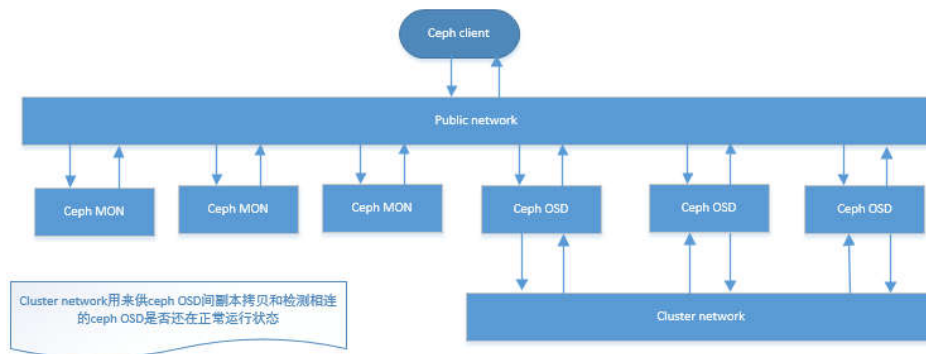 Ceph client
Public network
Ceph MON
Ceph MON
Ceph MON
Ceph OSD
Ceph OSD
Ceph OSD
Cluster network用来供ceph OSD间副本拷贝和检测相连
的ceph OSD是否还在正常运行状态
Cluster network